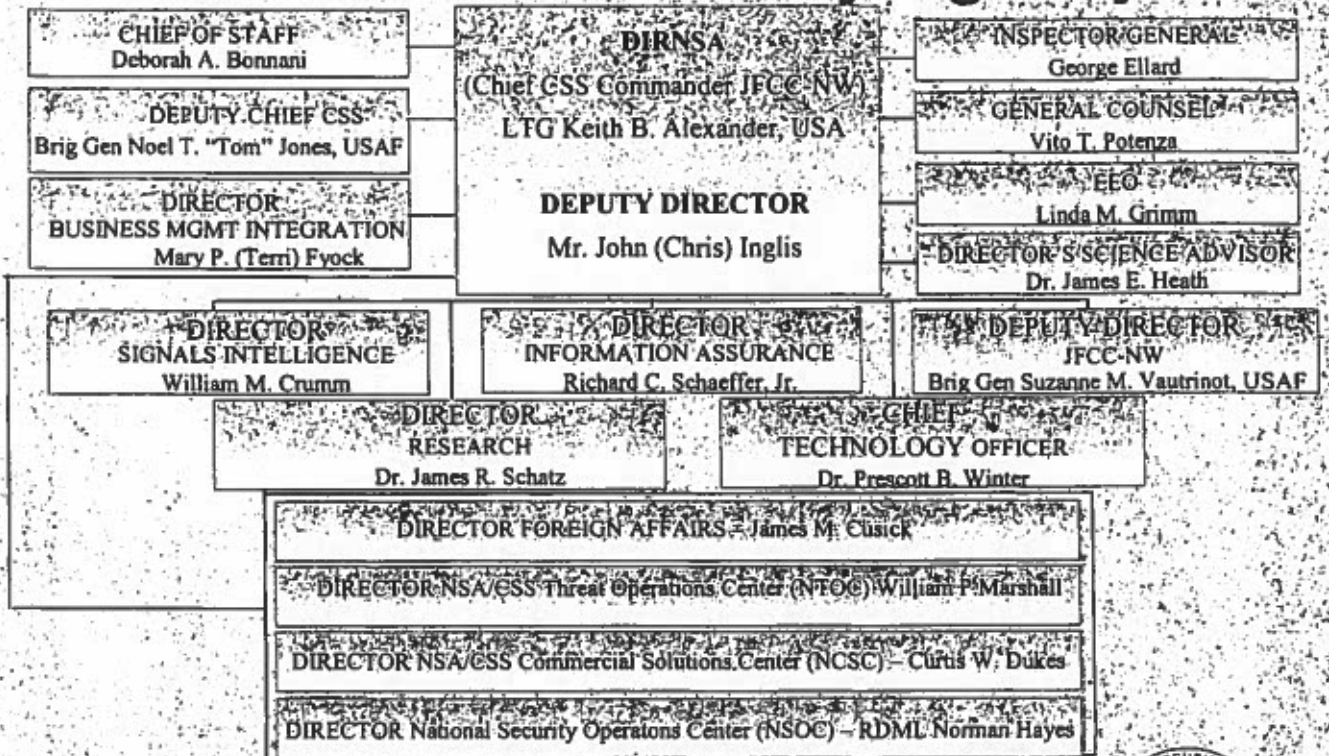 CHIEF OF STAFF
Deborah A. Bonnani
DEPUTY CHIEF CSS
Brig Gen Noel T. "Tom" Jones, USAF
DIRECTOR
BUSINESS MGMT INTEGRATION
Mary P. (Terri) Fyock
DIRNSA
(Chief CSS Commander JFCC-NW)
LTG Keith B. Alexander, USA
DEPUTY DIRECTOR
Mr. John (Chris) Inglis
INSPECTOR GENERAL
George Ellard
GENERAL COUNSEL
Vito T. Potenza
EEO
Linda M. Grimm
DIRECTOR'S SCIENCE ADVISOR
Dr. James E. Heath
DIRECTOR
SIGNALS INTELLIGENCE
William M. Crumm
DIRECTOR
INFORMATION ASSURANCE
Richard C. Schaeffer, Jr.
DEPUTY DIRECTOR
JFCC-NW
Brig Gen Suzanne M. Vautrinot, USAF
DIRECTOR
RESEARCH
Dr. James R. Schatz
CHIEF
TECHNOLOGY OFFICER
Dr. Prescott B. Winter
DIRECTOR FOREIGN AFFAIRS – James M. Cusick
DIRECTOR NSA/CSS Threat Operations Center (NTOC) William P. Marshall
DIRECTOR NSA/CSS Commercial Solutions Center (NCSC) – Curtis W. Dukes
DIRECTOR National Security Operatons Center (NSOC) – RDML Norman Hayes